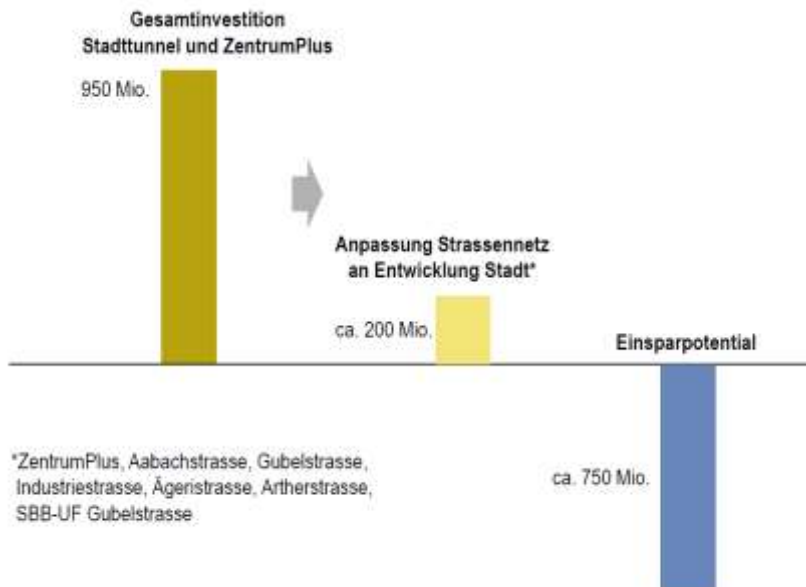 Gesamtinvestition
Stadttunnel und ZentrumPlus
950 Mio.
Anpassung Strassennetz
an Entwicklung Stadt*
ca. 200 Mio.
Einsparpotential
*ZentrumPlus, Aabachstrasse, Gubelstrasse,
Industriestrasse, Ägeristrasse, Artherstrasse,
SBB-UF Gubelstrasse
ca. 750 Mio.